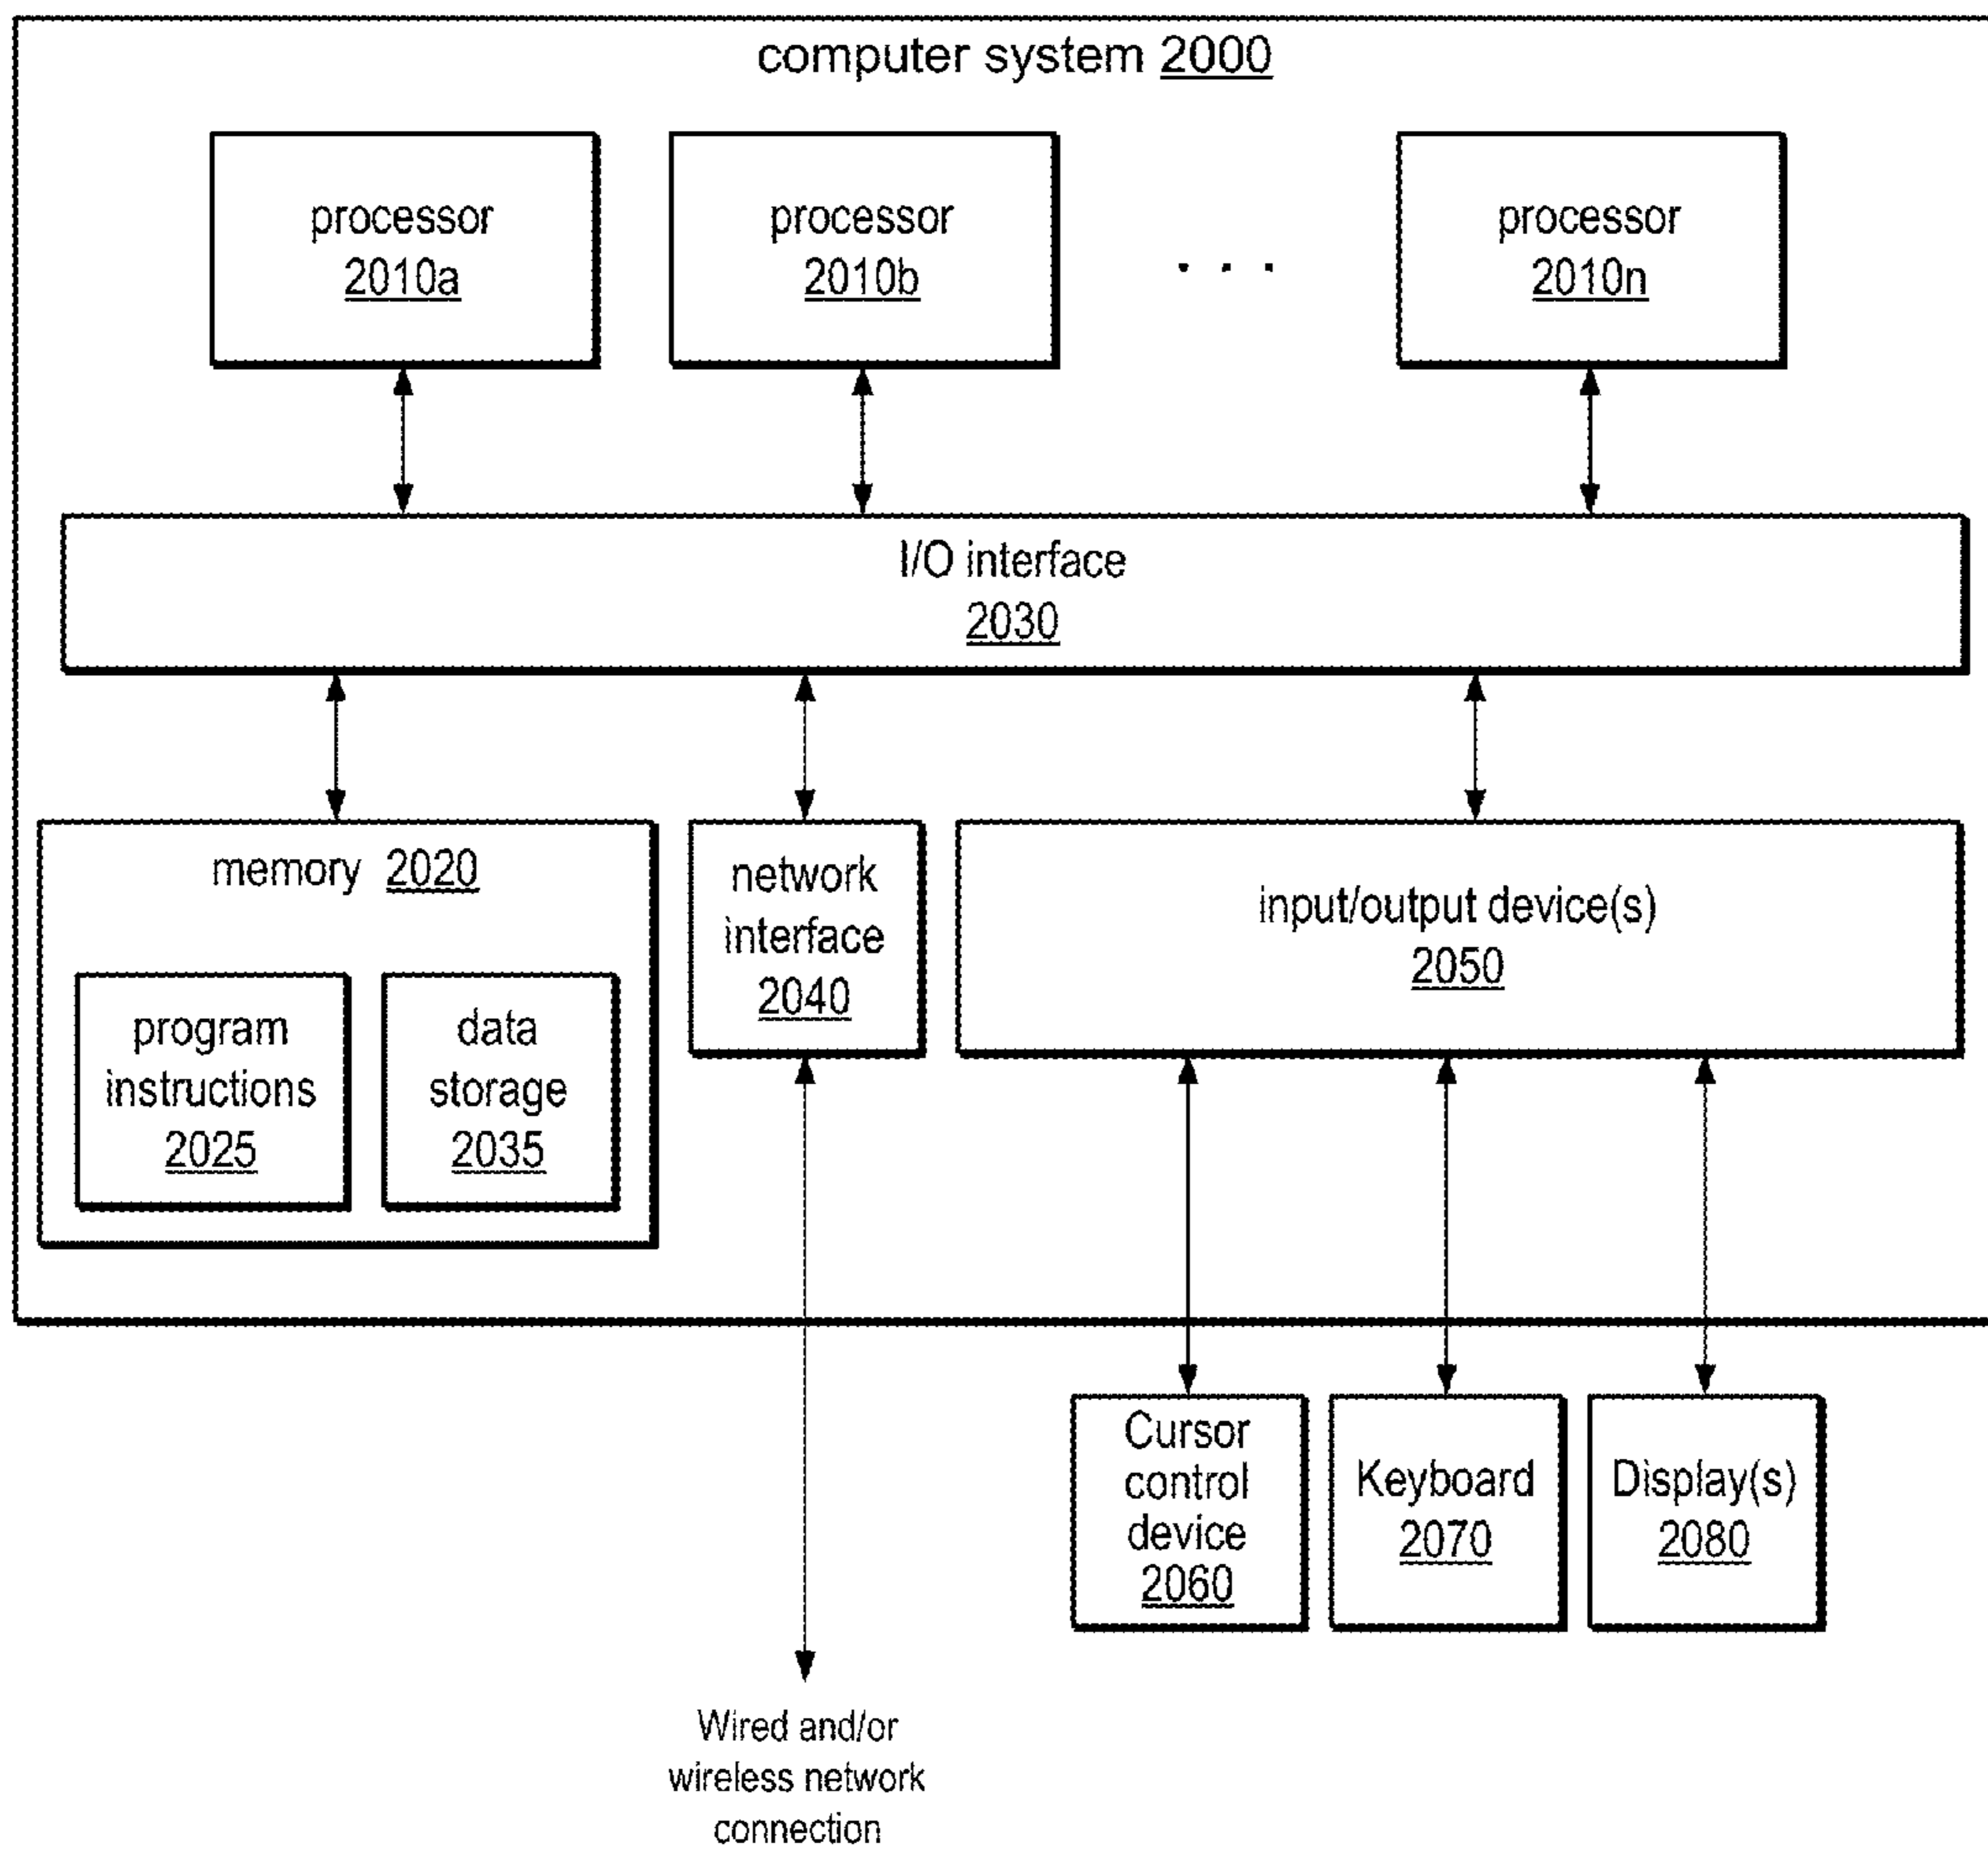 computer system 2000
processor
2010a
processor
2010b
. . .
processor
2010n
I/O interface
2030
memory 2020
program
instructions
2025
data
storage
2035
network
interface
2040
input/output device(s)
2050
Cursor
control
device
2060
Keyboard
2070
Display(s)
2080
Wired and/or
wireless network
connection